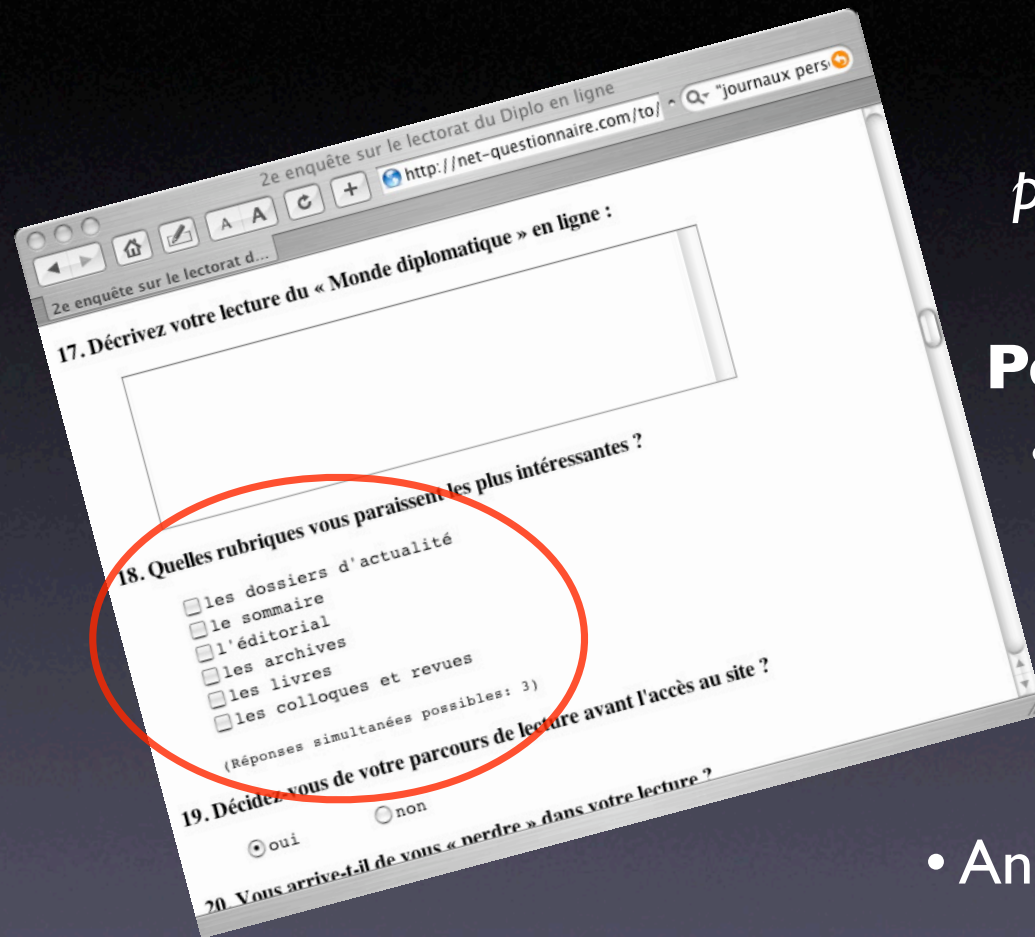 2e enquête sur le lectorat du Diplo en ligne
http://net-questionnaire.com/to/
"journaux pers
A A
2e enquête sur le lectorat d...
17. Décrivez votre lecture du « Monde diplomatique » en ligne :
18. Quelles rubriques vous paraissent les plus intéressantes ?
les dossiers d'actualité
le sommaire
l'éditorial
les archives
les livres
les colloques et revues
(Réponses simultanées possibles: 3)
19. Décidez-vous de votre parcours de lecture avant l'accès au site ?
oui non
20. Vous arrive-t-il de vous « perdre » dans votre lecture ?
p
P
• An